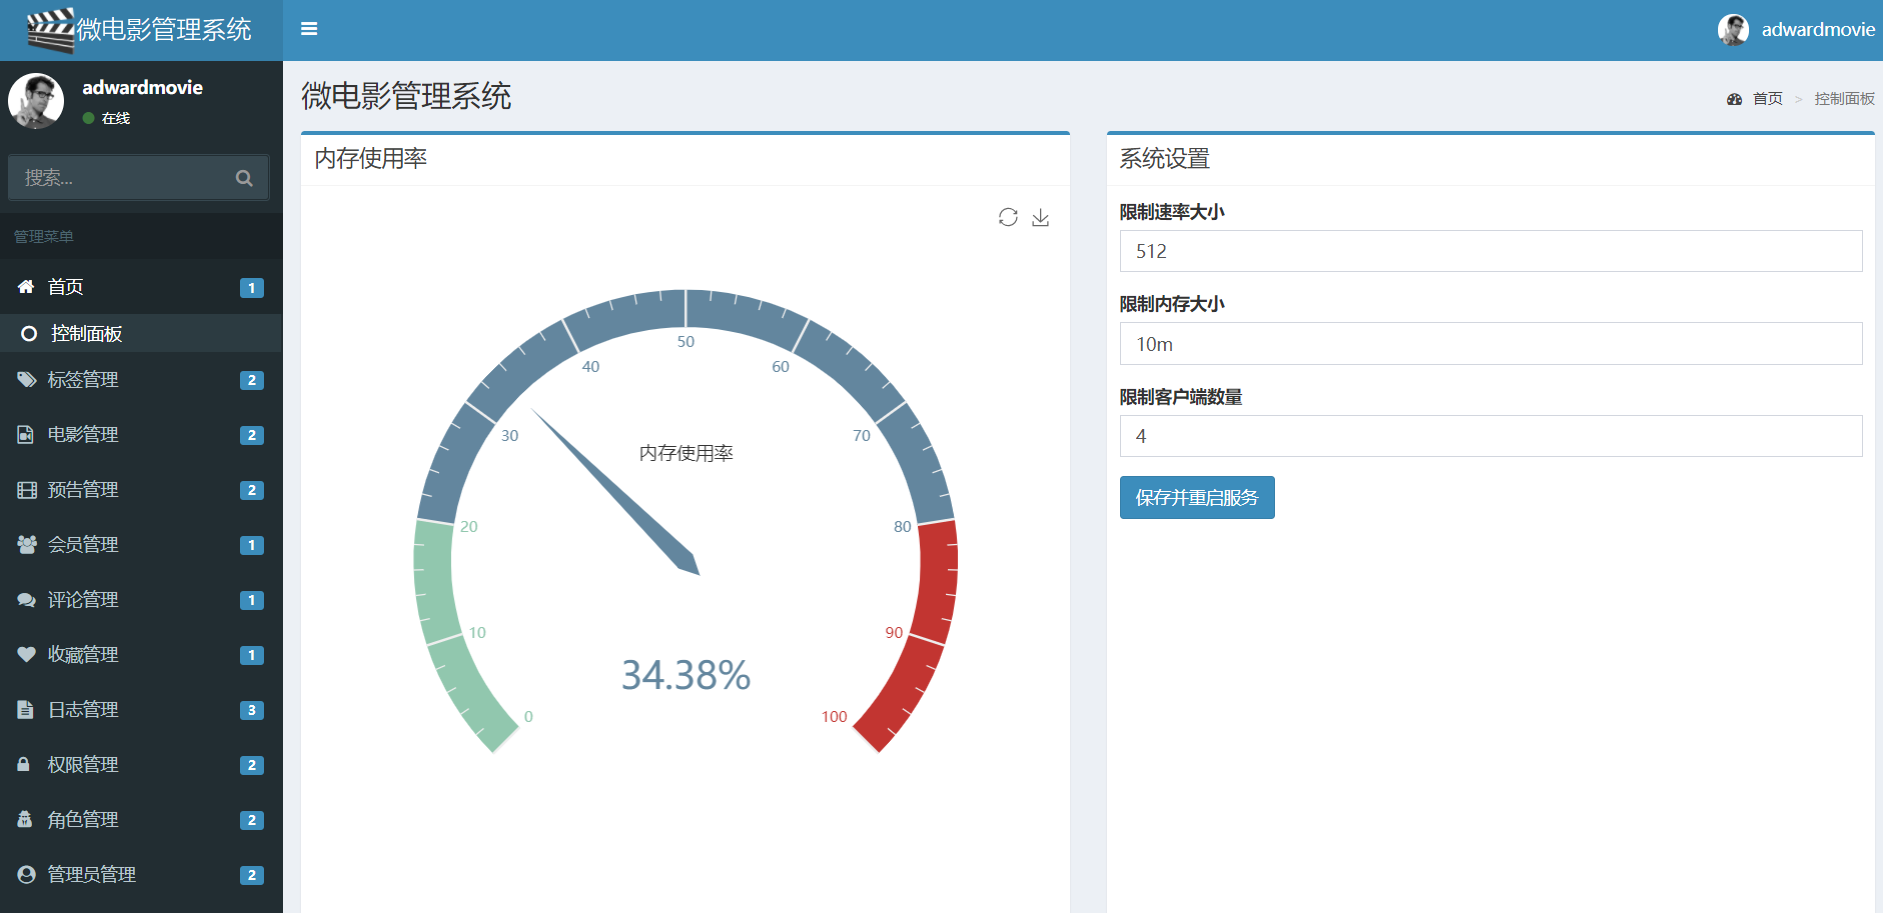 微电影管理系统
adwardmovie
adwardmovie
在线
搜索...
管理菜单
首页 1
控制面板
标签管理 2
电影管理 2
预告管理 2
会员管理 1
评论管理 1
收藏管理 1
日志管理 3
权限管理 2
角色管理 2
管理员管理 2
微电影管理系统
首页 > 控制面板
内存使用率
50
40
60
30
70
内存使用率
20
80
10
90
34.38%
0
100
系统设置
限制速率大小
512
限制内存大小
10m
限制客户端数量
4
保存并重启服务